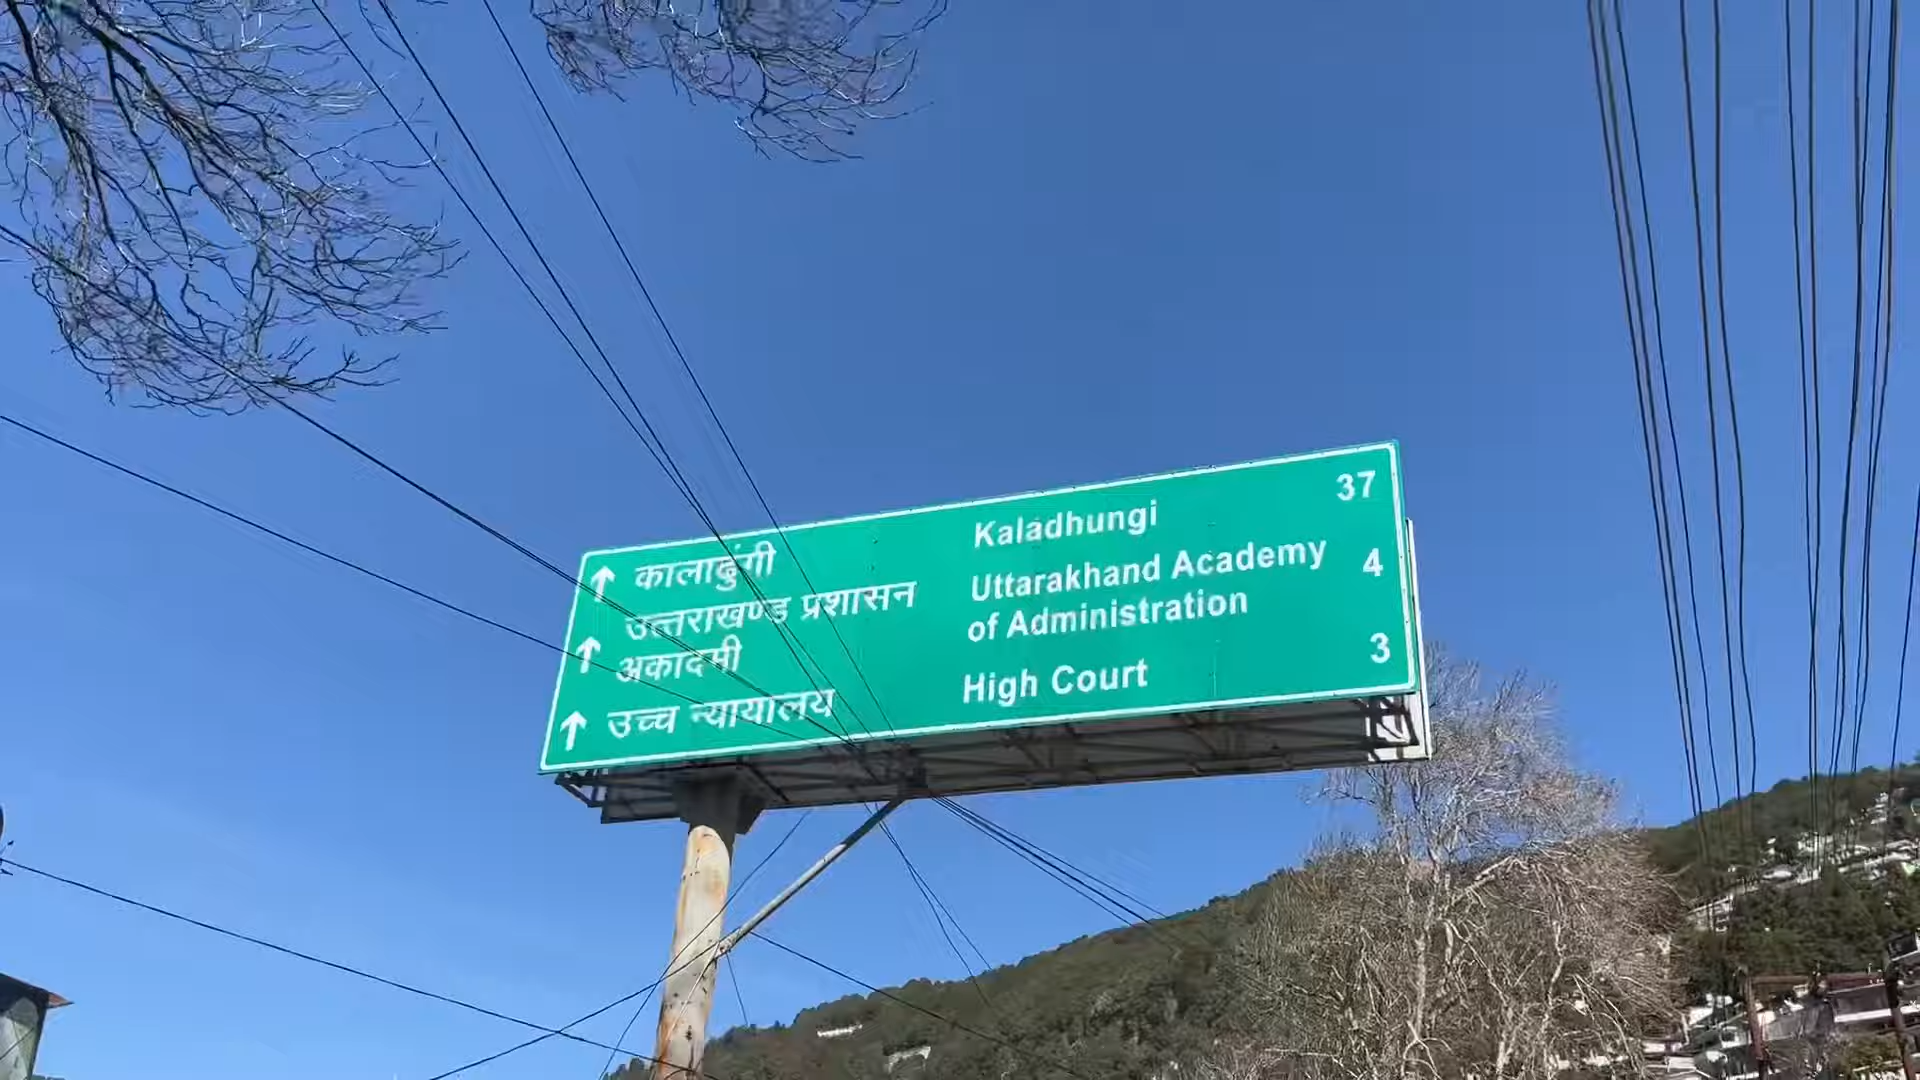 कालाढुंगी Kaladhungi 37
उत्तराखण्ड प्रशासन Uttarakhand Academy 4
अकादमी of Administration
उच्च न्यायालय High Court 3